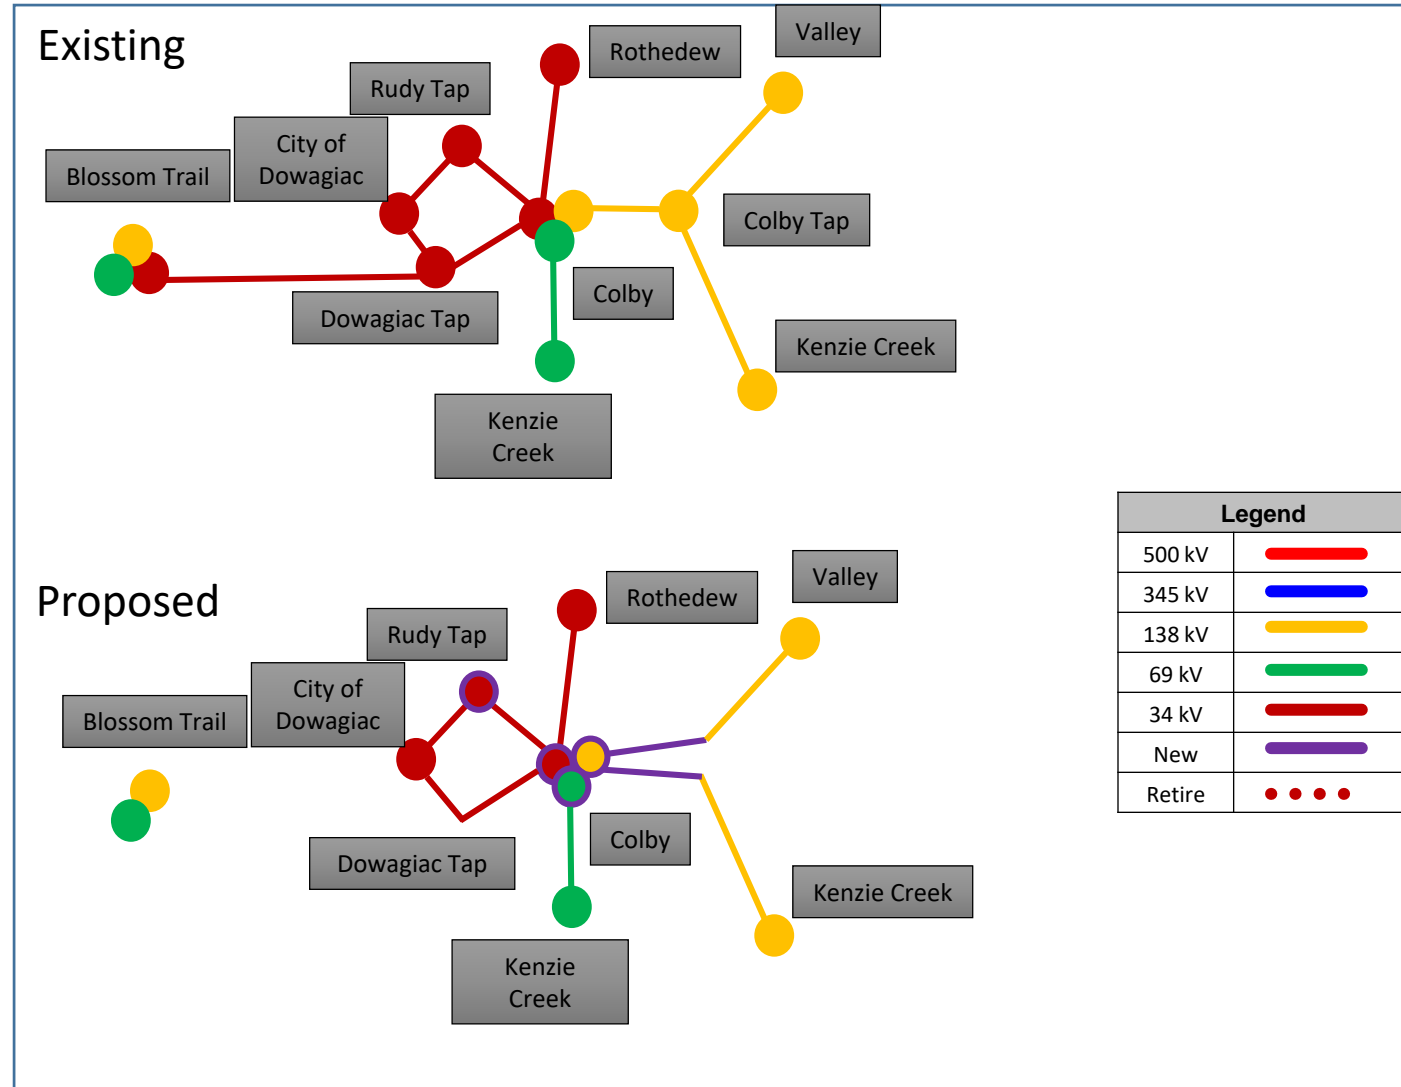 Existing
Valley
Rothedew
Rudy Tap
City of
Dowagiac
Blossom Trail
Colby Tap
Colby
Dowagiac Tap
Kenzie Creek
Kenzie
Creek
Legend
500 kV
345 kV
138 kV
69 kV
34 kV
New
Retire
Proposed
Valley
Rothedew
Rudy Tap
City of
Dowagiac
Blossom Trail
Colby
Dowagiac Tap
Kenzie Creek
Kenzie
Creek